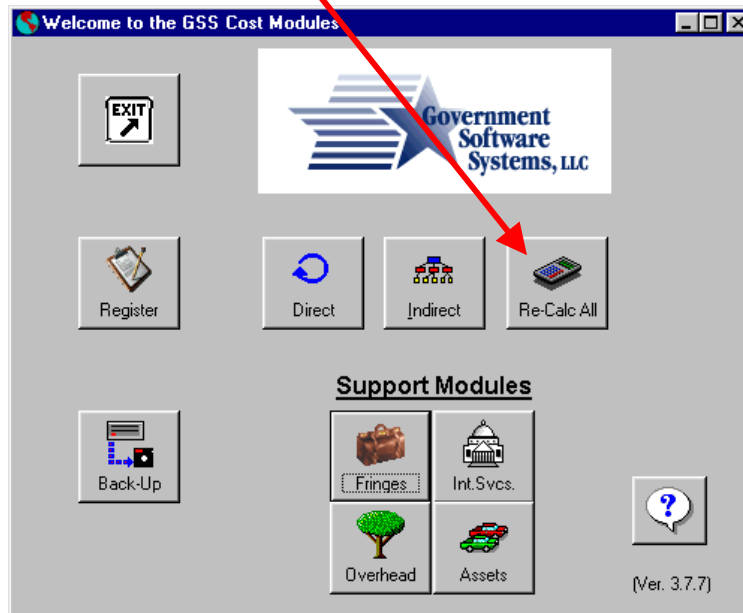 Welcome to the GSS Cost Modules
EXIT
Government
Software
Systems, LLC
Register
Direct
Indirect
Re-Calc All
Support Modules
Back-Up
Fringes
Int.Svcs.
Overhead
Assets
?
(Ver. 3.7.7)